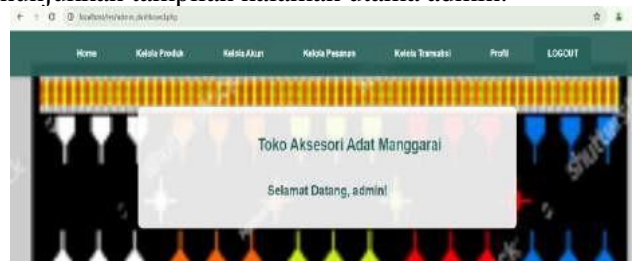 Home Kelola Produk Kelola Akun Kelola Pesanan Kelola Transaksi Profil LOGOUT
Toko Aksesori Adat Manggarai
Selamat Datang, admin!